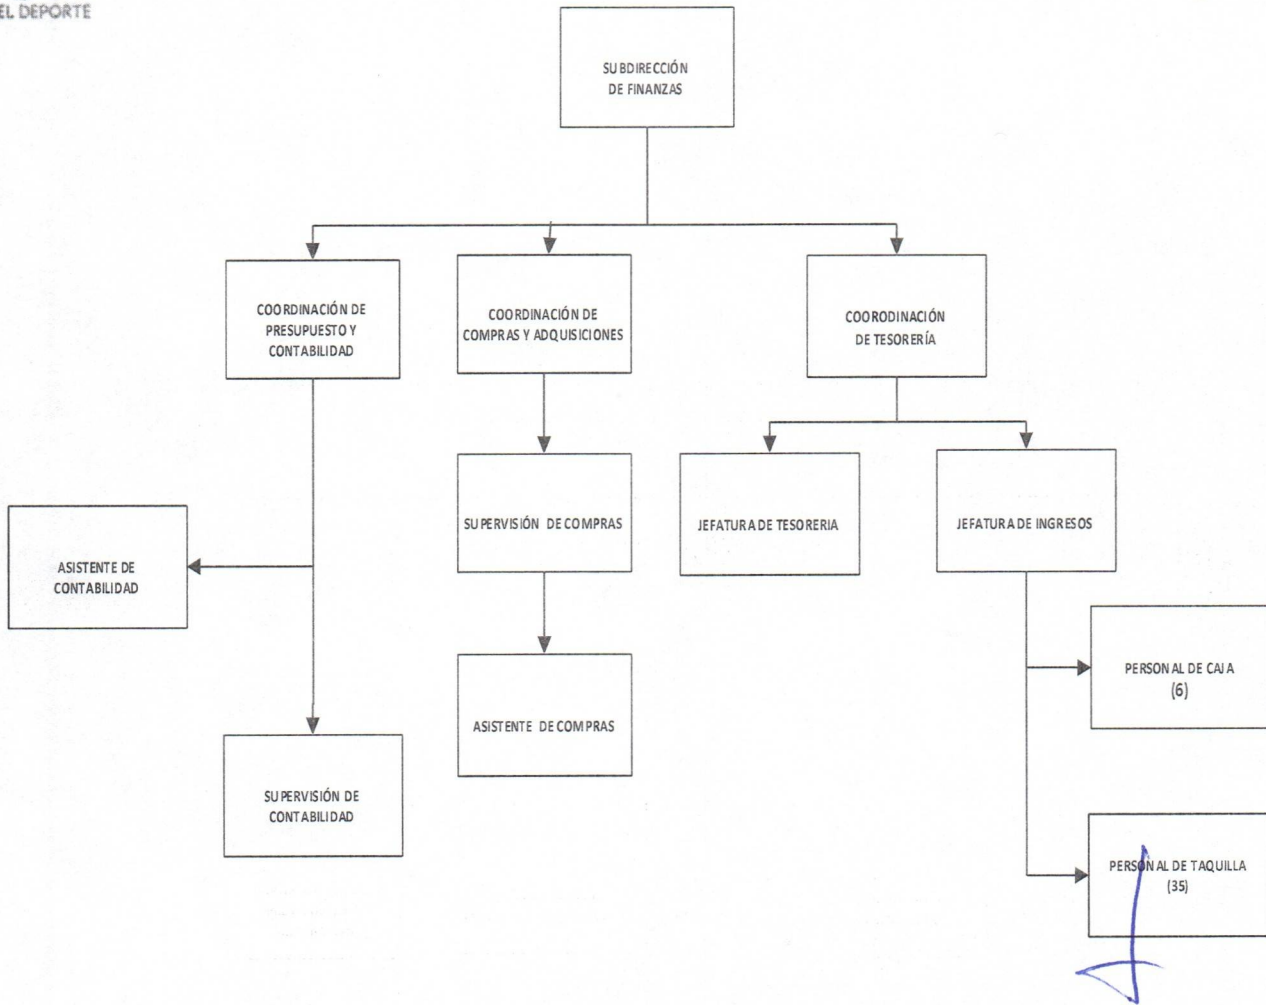 EL DEPORTE
SUBDIRECCIÓN
DE FINANZAS
COORDINACIÓN DE
PRESUPUESTO Y
CONTABILIDAD
COORDINACIÓN DE
COMPRAS Y ADQUISICIONES
COORODINACIÓN
DE TESORERÍA
SUPERVISIÓN DE COMPRAS
JEFATURA DE TESORERIA
JEFATURA DE INGRESOS
ASISTENTE DE
CONTABILIDAD
PERSONAL DE CAJA
(6)
ASISTENTE DE COMPRAS
SUPERVISIÓN DE
CONTABILIDAD
PERSONAL DE TAQUILLA
(35)